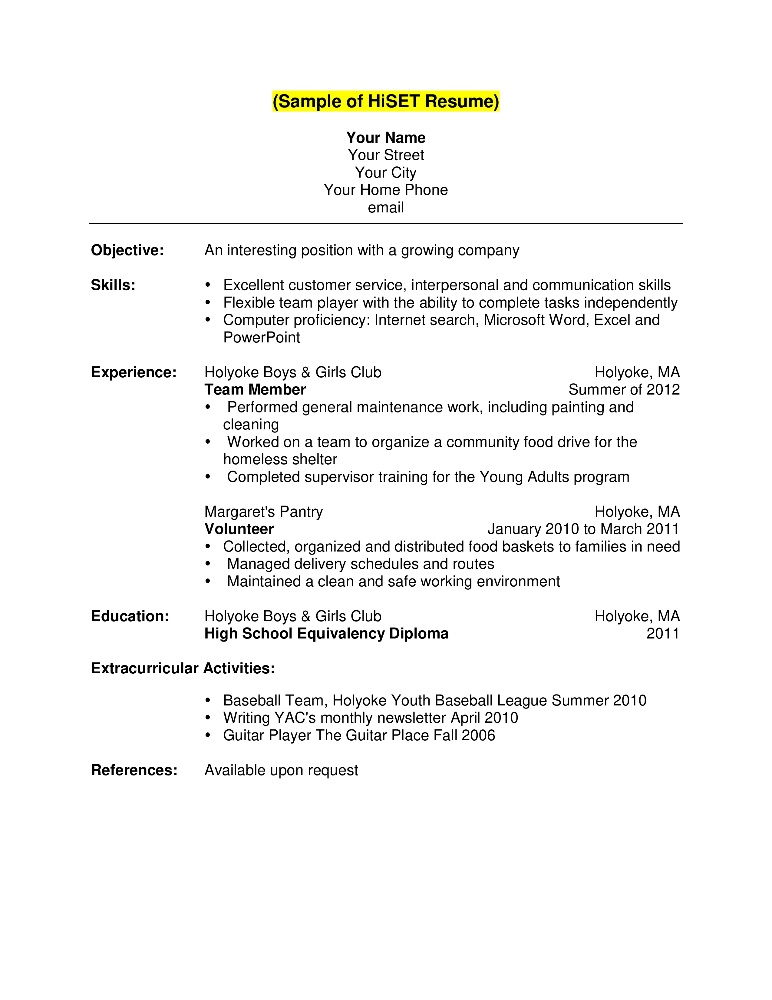 (Sample of HiSET Resume)
Your Name
Your Street
Your City
Your Home Phone
email
Objective: An interesting position with a growing company
Skills: • Excellent customer service, interpersonal and communication skills
• Flexible team player with the ability to complete tasks independently
• Computer proficiency: Internet search, Microsoft Word, Excel and
PowerPoint
Experience: Holyoke Boys & Girls Club Holyoke, MA
Team Member Summer of 2012
• Performed general maintenance work, including painting and
cleaning
• Worked on a team to organize a community food drive for the
homeless shelter
• Completed supervisor training for the Young Adults program
Margaret's Pantry Holyoke, MA
Volunteer January 2010 to March 2011
• Collected, organized and distributed food baskets to families in need
• Managed delivery schedules and routes
• Maintained a clean and safe working environment
Education: Holyoke Boys & Girls Club Holyoke, MA
High School Equivalency Diploma 2011
Extracurricular Activities:
• Baseball Team, Holyoke Youth Baseball League Summer 2010
• Writing YAC's monthly newsletter April 2010
• Guitar Player The Guitar Place Fall 2006
References: Available upon request